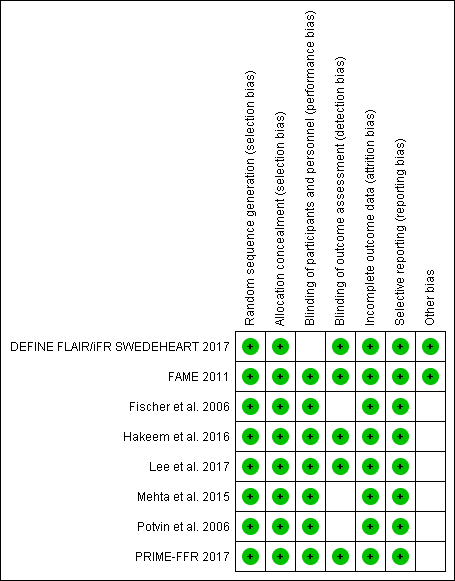 Random sequence generation (selection bias)
Allocation concealment (selection bias)
Blinding of participants and personnel (performance bias)
Blinding of outcome assessment (detection bias)
Incomplete outcome data (attrition bias)
Selective reporting (reporting bias)
Other bias
DEFINE FLAIR/iFR SWEDEHEART 2017 + + + + + +
FAME 2011 + + + + + + +
Fischer et al. 2006 + + + + +
Hakeem et al. 2016 + + + + + +
Lee et al. 2017 + + + + + +
Mehta et al. 2015 + + + + +
Potvin et al. 2006 + + + + +
PRIME-FFR 2017 + + + + + +